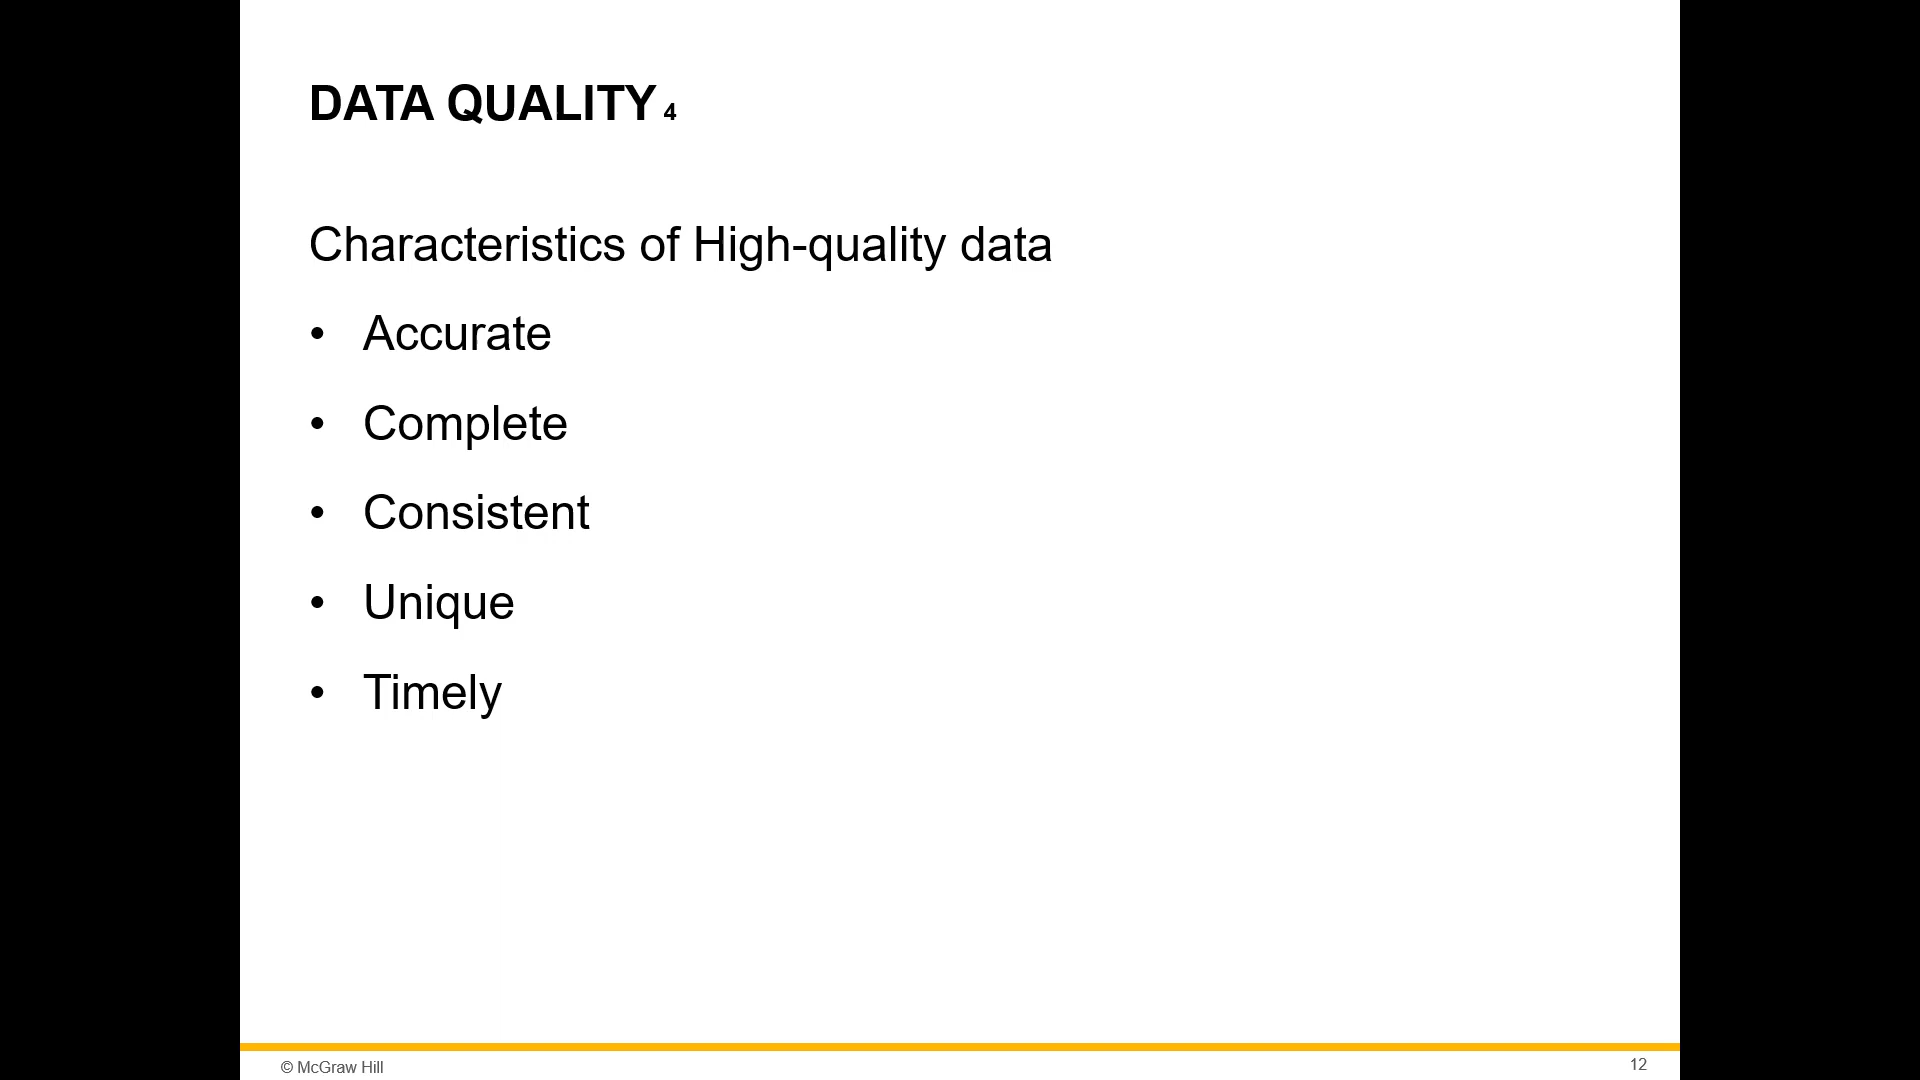 DATA QUALITY 4
Characteristics of High-quality data
• Accurate
• Complete
• Consistent
• Unique
• Timely
© McGraw Hill
12